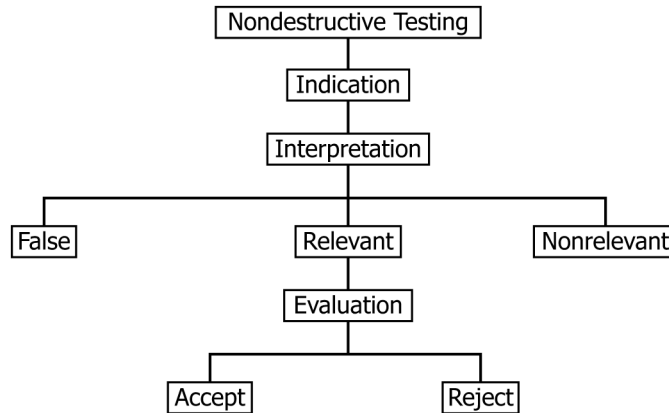 Nondestructive Testing
Indication
Interpretation
False
Relevant
Nonrelevant
Evaluation
Accept
Reject